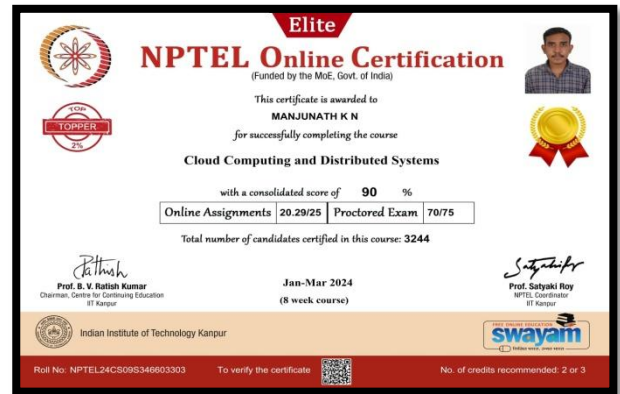 Elite
NPTEL Online Certification
(Funded by the MoE, Govt. of India)
This certificate is awarded to
MANJUNATH K N
for successfully completing the course
Cloud Computing and Distributed Systems
with a consolidated score of 90 %
Online Assignments 20.29/25 Proctored Exam 70/75
Total number of candidates certified in this course: 3244
TOP
TOPPER
2%
Prof. B. V. Ratish Kumar
Chairman, Centre for Continuing Education
IIT Kanpur
Jan-Mar 2024
(8 week course)
Prof. Satyaki Roy
NPTEL Coordinator
IIT Kanpur
Indian Institute of Technology Kanpur
FREE ONLINE EDUCATION
swayam
Roll No: NPTEL24CS09S346603303 To verify the certificate No. of credits recommended: 2 or 3